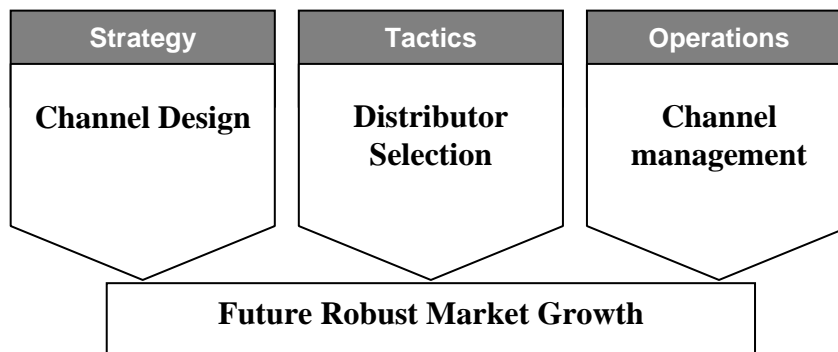 Strategy
Channel Design
Tactics
Distributor
Selection
Operations
Channel
management
Future Robust Market Growth